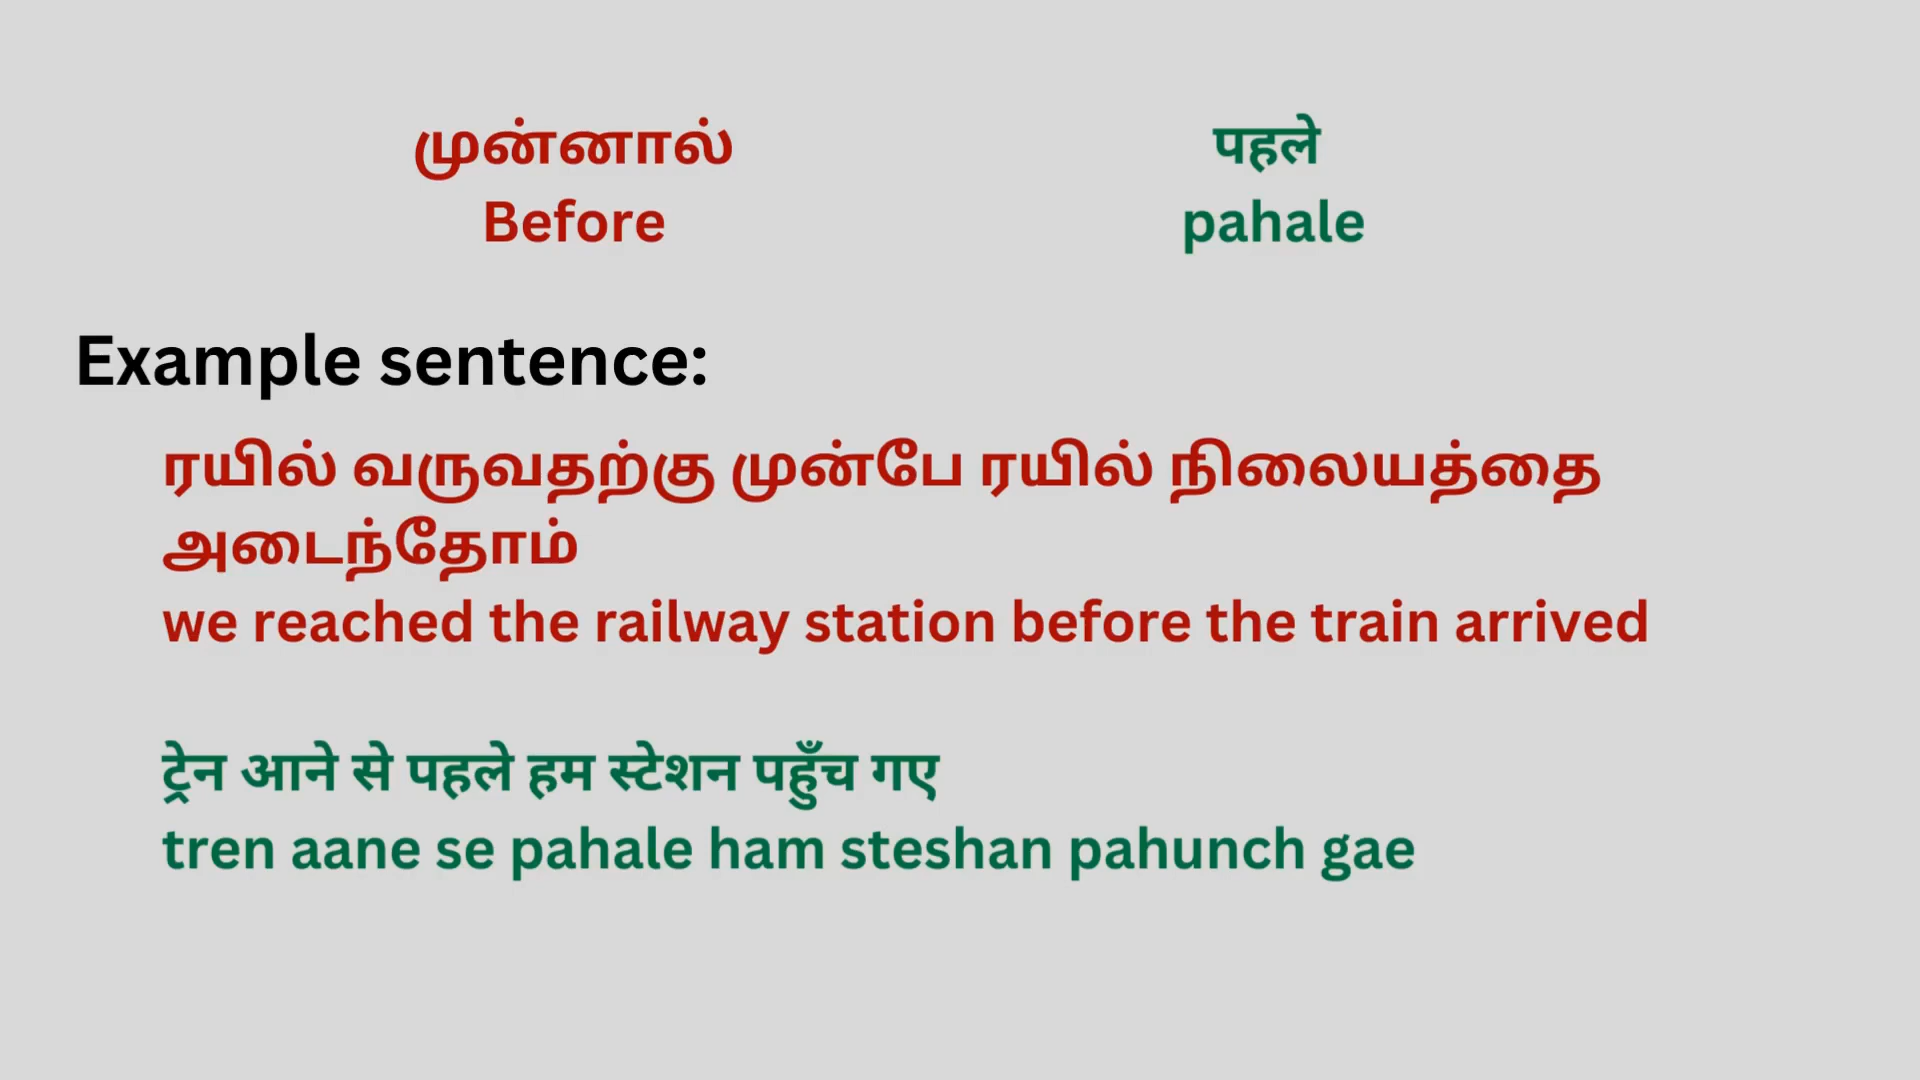 முன்னால்
Before
पहले
pahale
Example sentence:
ரயில் வருவதற்கு முன்பே ரயில் நிலையத்தை
அடைந்தோம்
we reached the railway station before the train arrived
ट्रेन आने से पहले हम स्टेशन पहुँच गए
tren aane se pahale ham steshan pahunch gae